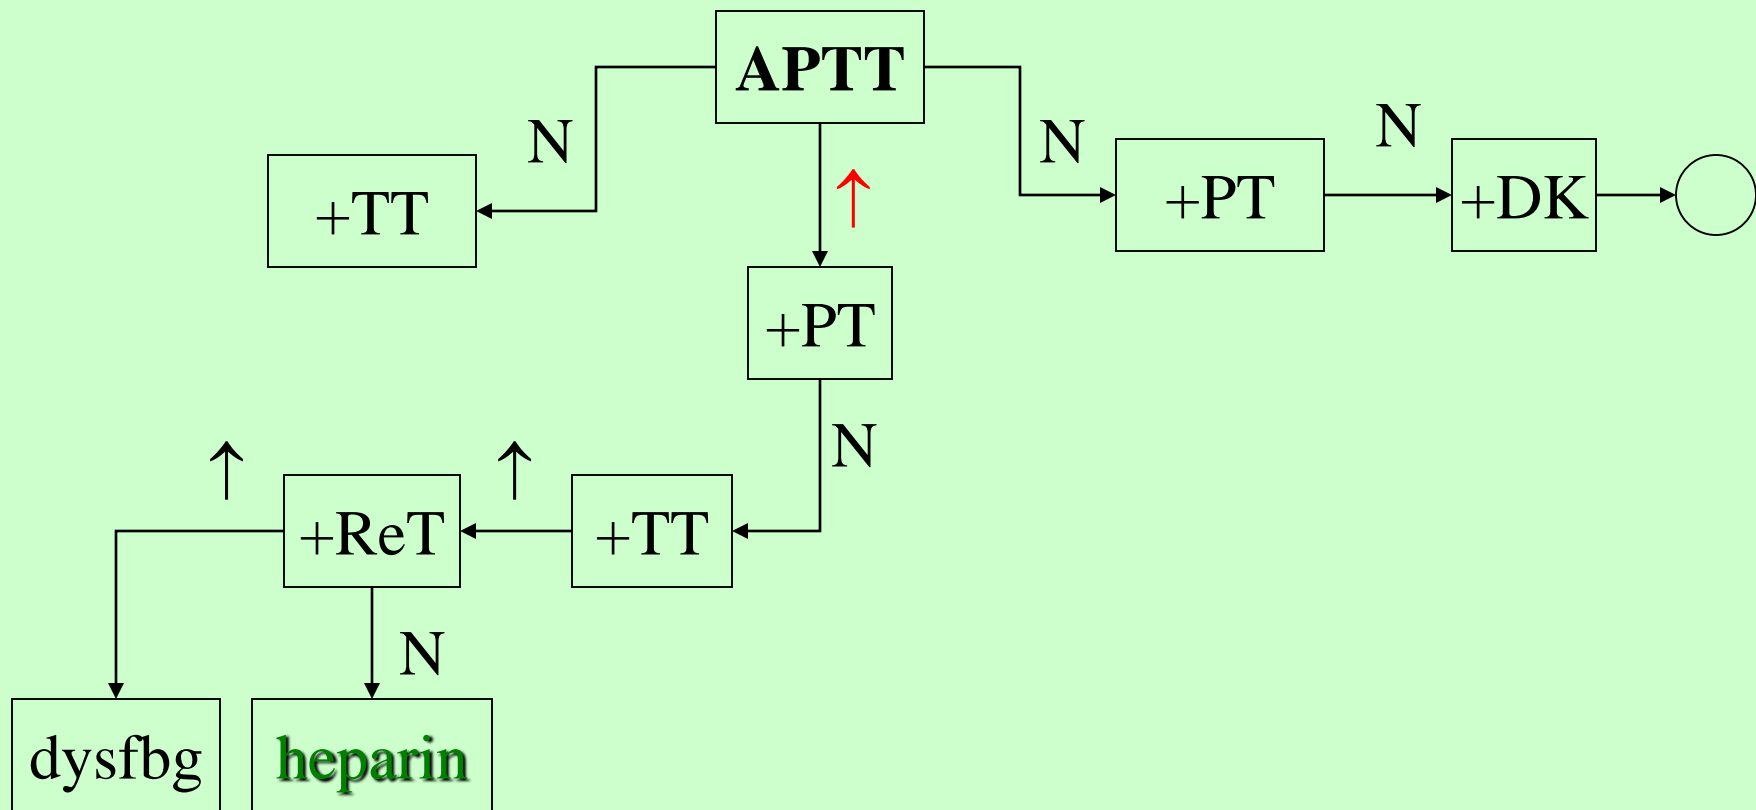 APTT
N
N
N
+TT
↑
+PT
+DK
+PT
N
↑
↑
+ReT
+TT
N
dysfbg
heparin